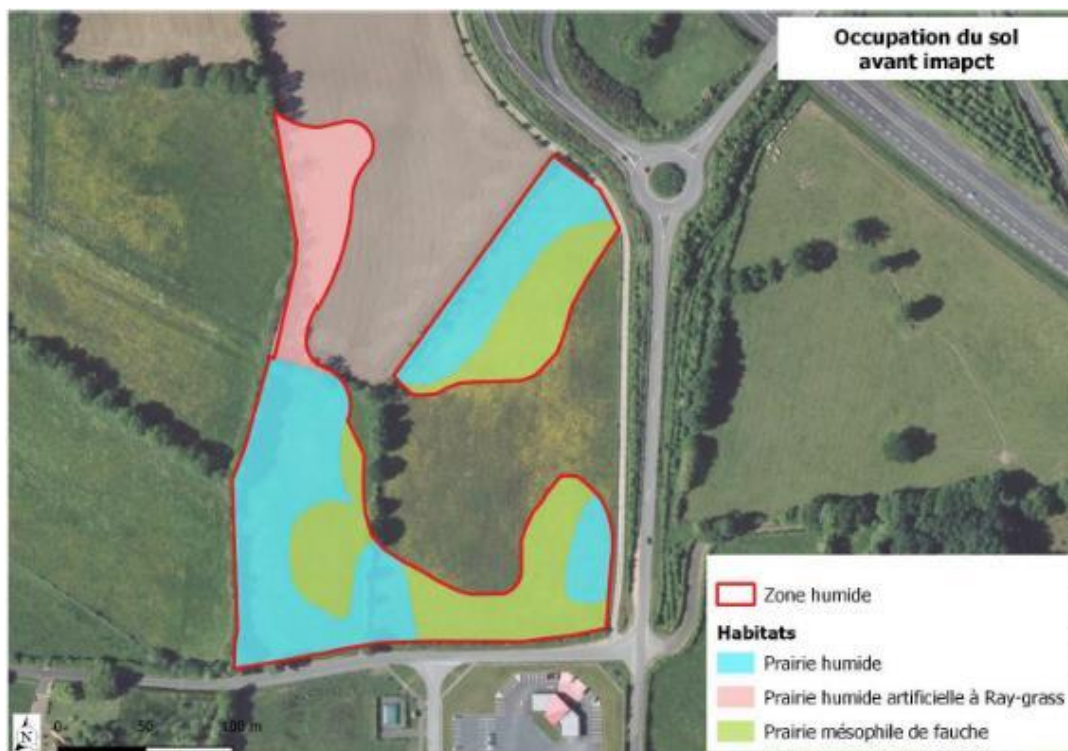 Occupation du sol
avant imapct
Zone humide
Habitats
Prairie humide
Prairie humide artificielle à Ray-grass
Prairie mésophile de fauche
N
0 50 100 m